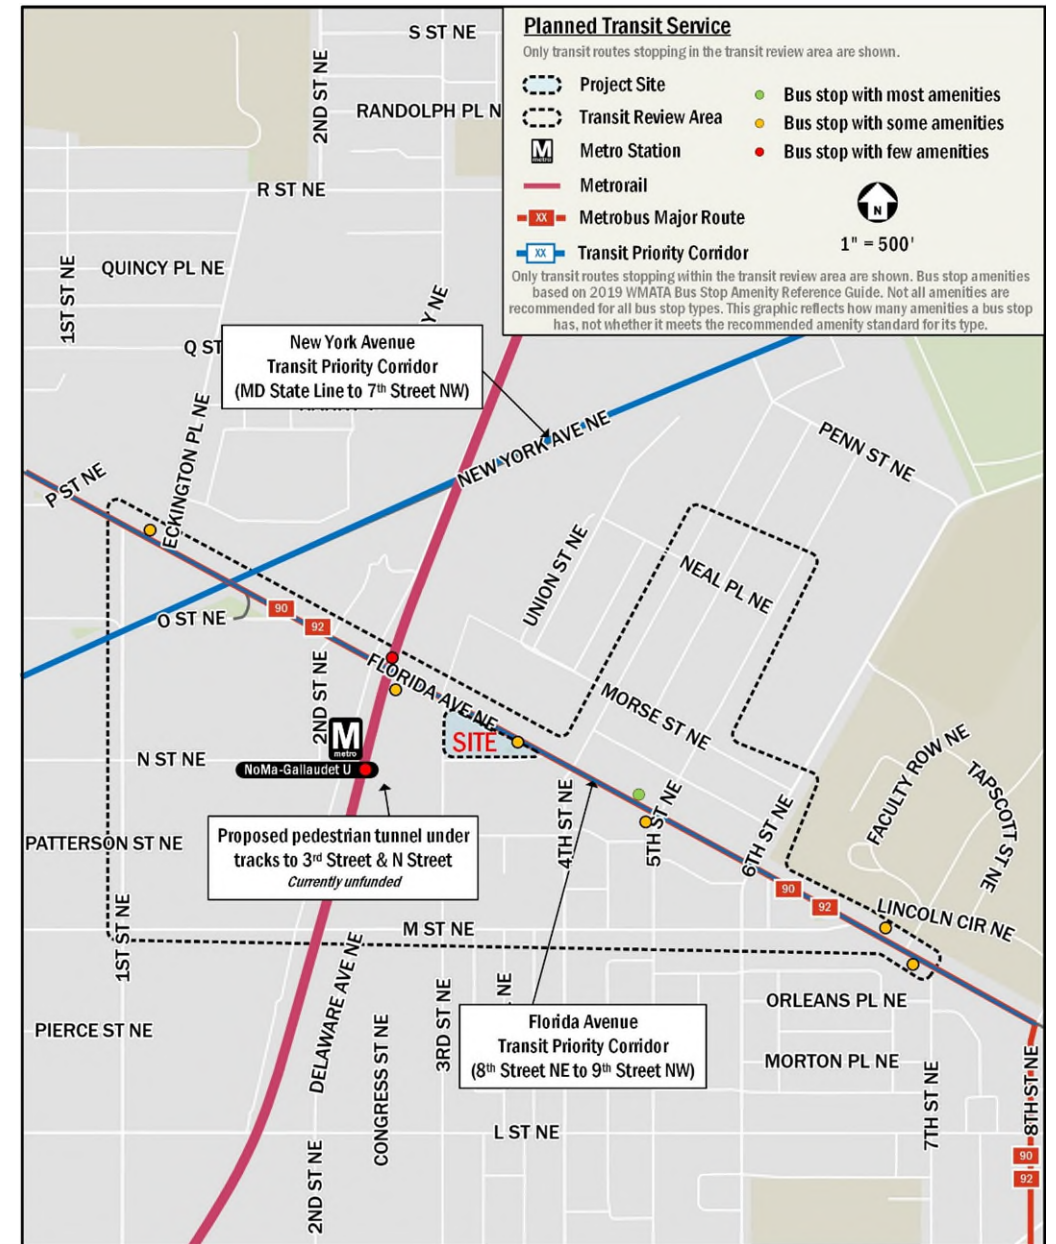 Planned Transit Service
Only transit routes stopping in the transit review area are shown.
Project Site
Transit Review Area
M
metro
Metro Station
Metrorail
XX
Metrobus Major Route
XX
Transit Priority Corridor
Bus stop with most amenities
Bus stop with some amenities
Bus stop with few amenities
N
1" = 500'
Only transit routes stopping within the transit review area are shown. Bus stop amenities
based on 2019 WMATA Bus Stop Amenity Reference Guide. Not all amenities are
recommended for all bus stop types. This graphic reflects how many amenities a bus stop
has, not whether it meets the recommended amenity standard for its type.
S ST NE
2ND ST NE
RANDOLPH PL N
R ST NE
QUINCY PL NE
1ST ST NE
Y NE
Q ST
New York Avenue
Transit Priority Corridor
(MD State Line to 7th Street NW)
ECKINGTON PL NE
NEW YORK AVE NE
PENN ST NE
P ST NE
UNION ST NE
NEAL PL NE
O ST NE
90
92
2ND ST NE
FLORIDA AVE NE
MORSE ST NE
SITE
M
metro
N ST NE
NoMa-Gallaudet U
FACULTY ROW NE
TAPSCOTT ST NE
4TH ST NE
5TH ST NE
6TH ST NE
PATTERSON ST NE
Proposed pedestrian tunnel under
tracks to 3rd Street & N Street
Currently unfunded
90
92
LINCOLN CIR NE
1ST ST NE
M ST NE
DELAWARE AVE NE
3RD ST NE
NE
ORLEANS PL NE
PIERCE ST NE
CONGRESS ST NE
Florida Avenue
Transit Priority Corridor
(8th Street NE to 9th Street NW)
MORTON PL NE
7TH ST NE
8TH ST NE
L ST NE
2ND ST NE
90
92